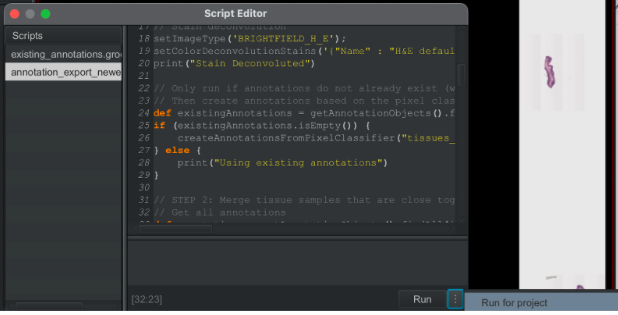 Script Editor
Scripts
existing_annotations.groo
annotation_export_newe
17 // Stain deconvolution
18 setImageType('BRIGHTFIELD_H_E');
19 setColorDeconvolutionStains('{"Name" : "H&E defaul
20 print("Stain Deconvoluted")
21
22 // Only run if annotations do not already exist (w
23 // Then create annotations based on the pixel clas
24 def existingAnnotations = getAnnotationObjects().f
25 if (existingAnnotations.isEmpty()) {
26 createAnnotationsFromPixelClassifier("tissues_
27 } else {
28 print("Using existing annotations")
29 }
30
31 // STEP 2: Merge tissue samples that are close tog
32 // Get all annotations
[32:23]
Run
Run for project